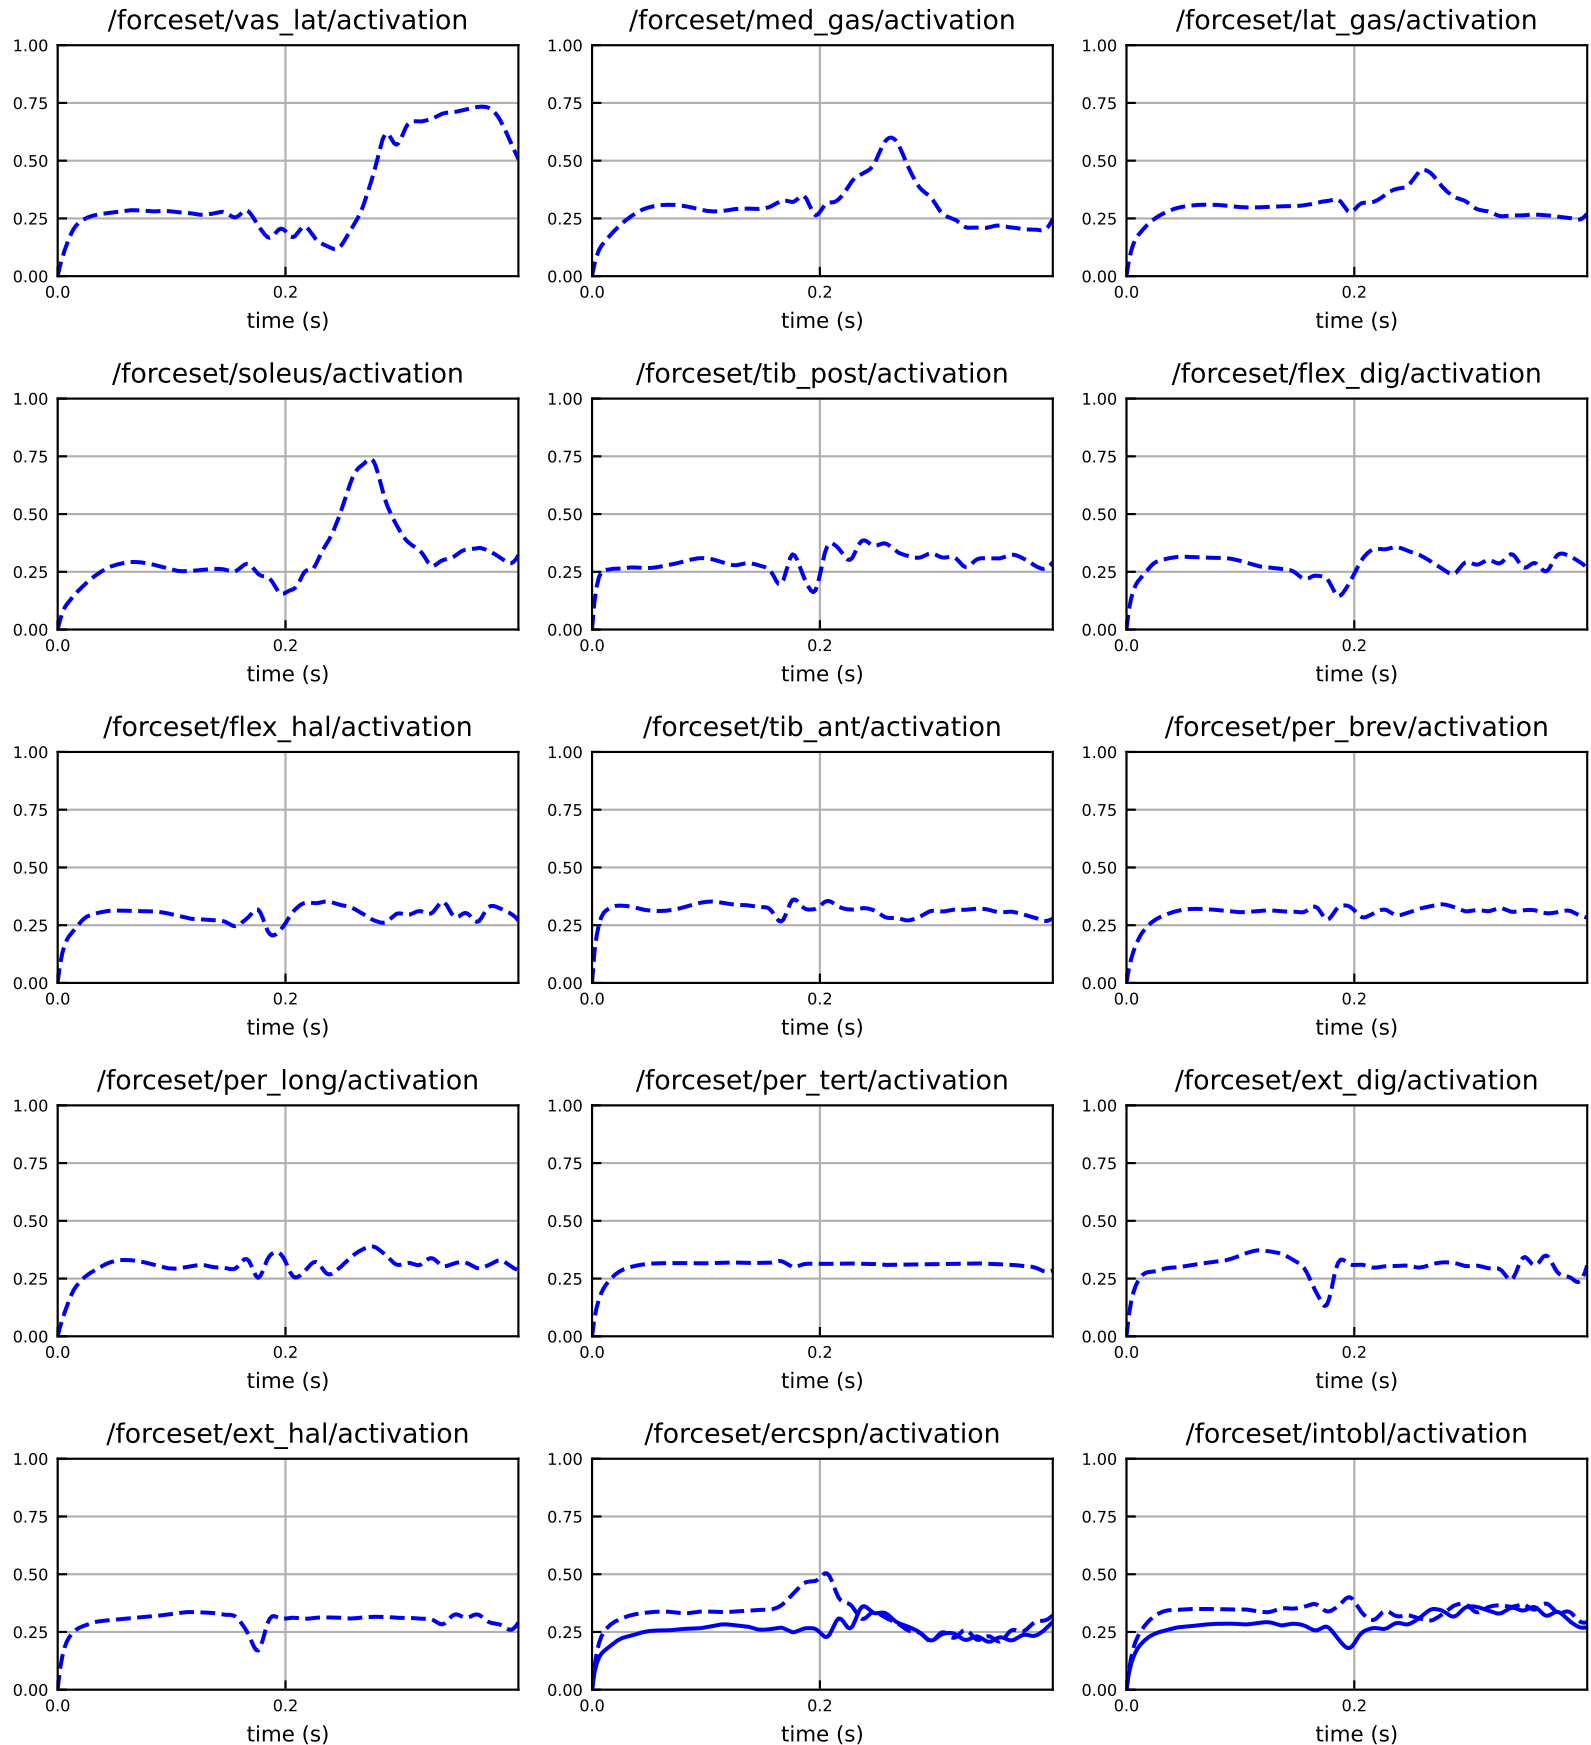 /forceset/vas_lat/activation /forceset/med_gas/activation /forceset/lat_gas/activation
1.00 1.00 1.00
0.75 0.75 0.75
0.50 0.50 0.50
0.25 0.25 0.25
0.00 0.00 0.00
0.0 0.2 0.0 0.2 0.0 0.2
time (s) time (s) time (s)
/forceset/soleus/activation /forceset/tib_post/activation /forceset/flex_dig/activation
1.00 1.00 1.00
0.75 0.75 0.75
0.50 0.50 0.50
0.25 0.25 0.25
0.00 0.00 0.00
0.0 0.2 0.0 0.2 0.0 0.2
time (s) time (s) time (s)
/forceset/flex_hal/activation /forceset/tib_ant/activation /forceset/per_brev/activation
1.00 1.00 1.00
0.75 0.75 0.75
0.50 0.50 0.50
0.25 0.25 0.25
0.00 0.00 0.00
0.0 0.2 0.0 0.2 0.0 0.2
time (s) time (s) time (s)
/forceset/per_long/activation /forceset/per_tert/activation /forceset/ext_dig/activation
1.00 1.00 1.00
0.75 0.75 0.75
0.50 0.50 0.50
0.25 0.25 0.25
0.00 0.00 0.00
0.0 0.2 0.0 0.2 0.0 0.2
time (s) time (s) time (s)
/forceset/ext_hal/activation /forceset/ercspn/activation /forceset/intobl/activation
1.00 1.00 1.00
0.75 0.75 0.75
0.50 0.50 0.50
0.25 0.25 0.25
0.00 0.00 0.00
0.0 0.2 0.0 0.2 0.0 0.2
time (s) time (s) time (s)